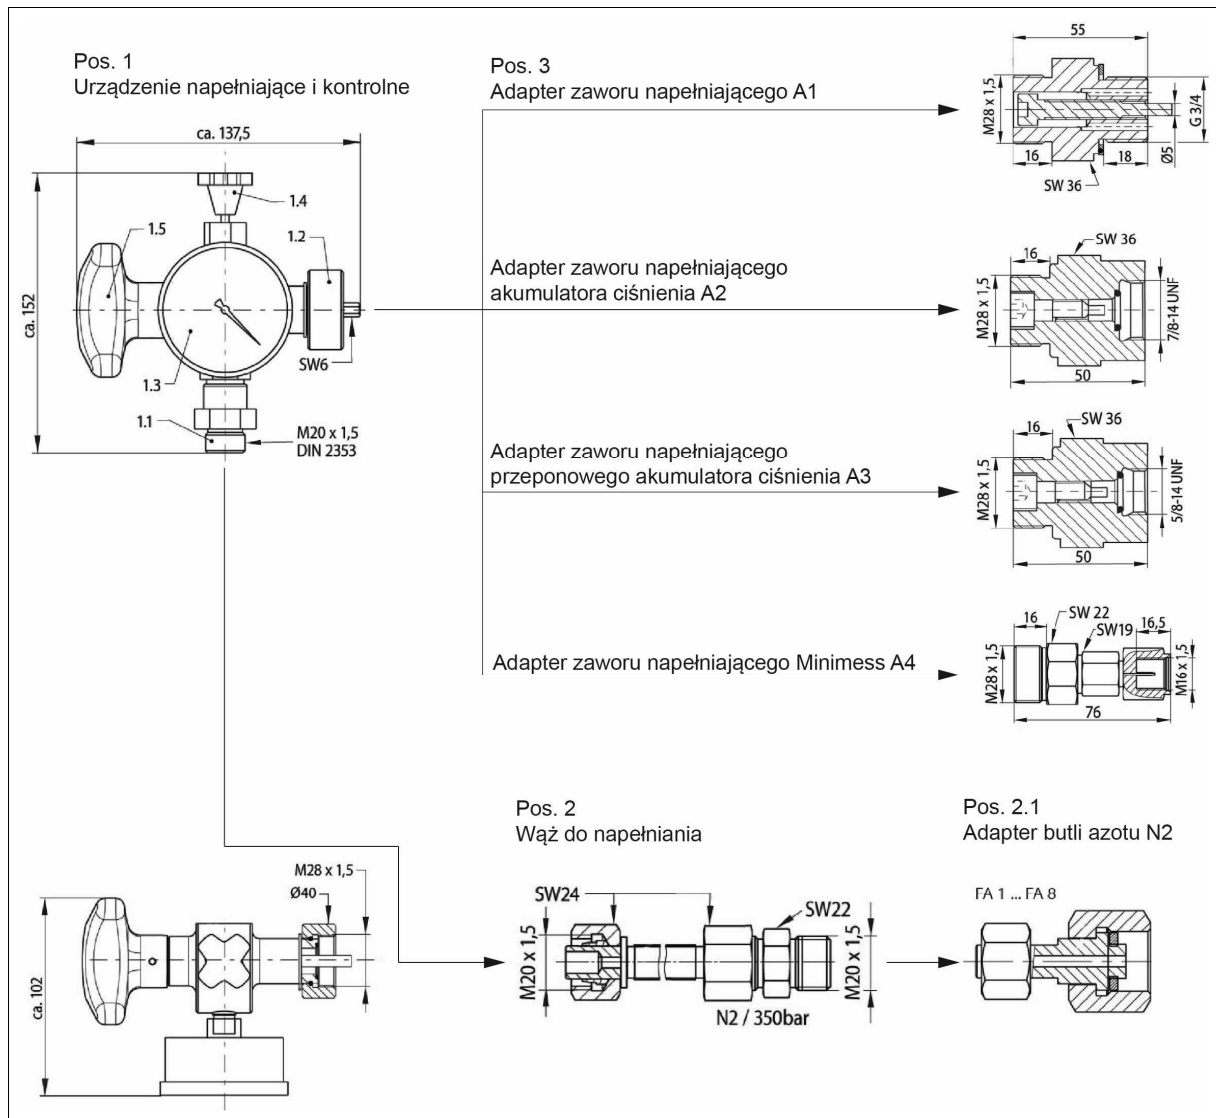 Pos. 1
Urządzenie napełniające i kontrolne
ca. 137,5
ca. 152
1.4
1.5
1.2
1.3
SW6
1.1
M20 x 1,5
DIN 2353
Pos. 3
Adapter zaworu napełniającego A1
55
M28 x 1,5
G 3/4
Ø5
16
18
SW 36
Adapter zaworu napełniającego
akumulatora ciśnienia A2
SW 36
16
M28 x 1,5
7/8-14 UNF
50
Adapter zaworu napełniającego
przeponowego akumulatora ciśnienia A3
SW 36
16
M28 x 1,5
5/8-14 UNF
50
Adapter zaworu napełniającego Minimess A4
16
SW 22
SW19
16,5
M28 x 1,5
M16 x 1,5
76
M28 x 1,5
Ø40
ca. 102
Pos. 2
Wąż do napełniania
SW24
SW22
M20 x 1,5
M20 x 1,5
N2 / 350bar
Pos. 2.1
Adapter butli azotu N2
FA 1 ... FA 8